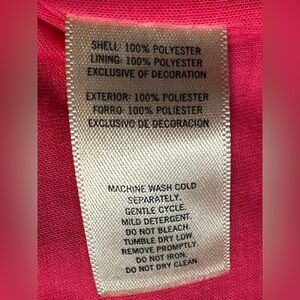 SHELL: 100% POLYESTER
LINING: 100% POLYESTER
EXCLUSIVE OF DECORATION
EXTERIOR: 100% POLIESTER
FORRO: 100% POLIESTER
EXCLUSIVO DE DECORACION
MACHINE WASH COLD
SEPARATELY.
GENTLE CYCLE.
MILD DETERGENT.
DO NOT BLEACH.
TUMBLE DRY LOW.
REMOVE PROMPTLY.
DO NOT IRON.
DO NOT DRY CLEAN.